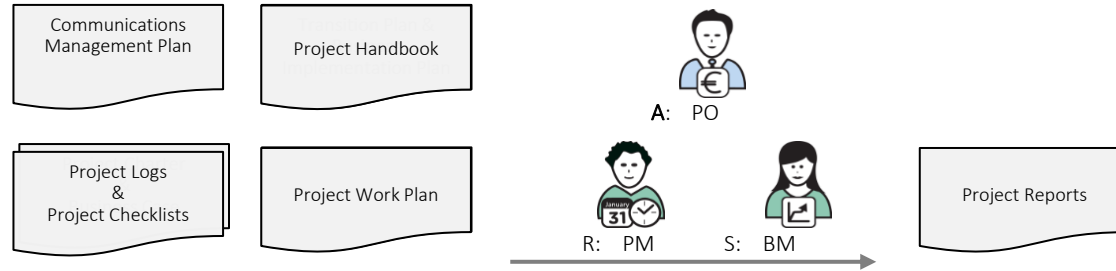 Communications
Management Plan
Project Handbook
A: PO
Project Logs
&
Project Checklists
Project Work Plan
January
31
R: PM
S: BM
Project Reports